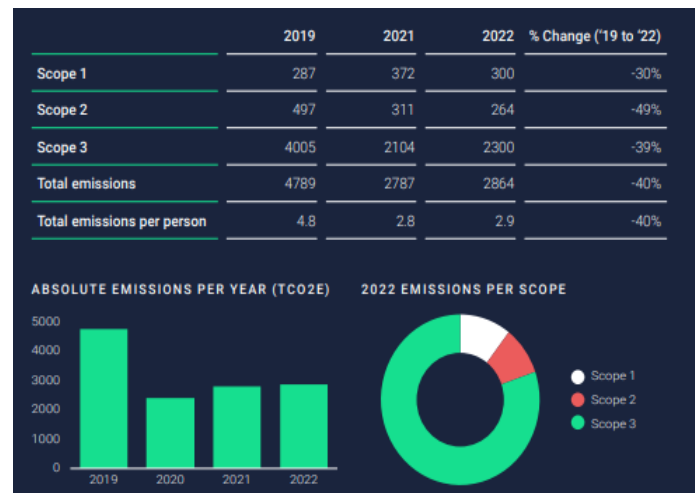 2019 2021 2022 % Change ('19 to '22)
Scope 1 287 372 300 -30%
Scope 2 497 311 264 -49%
Scope 3 4005 2104 2300 -39%
Total emissions 4789 2787 2864 -40%
Total emissions per person 4.8 2.8 2.9 -40%
ABSOLUTE EMISSIONS PER YEAR (TCO2E)
5000
4000
3000
2000
1000
0
2019 2020 2021 2022
2022 EMISSIONS PER SCOPE
Scope 1
Scope 2
Scope 3